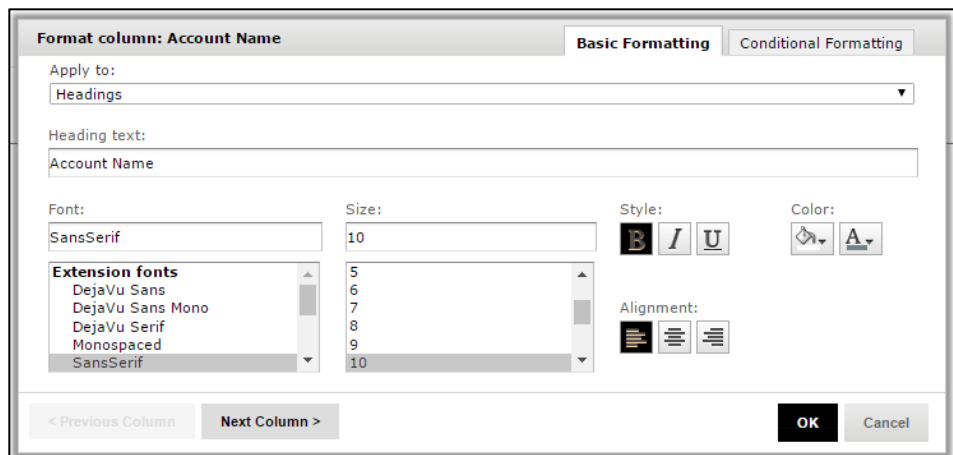 Format column: Account Name
Basic Formatting
Conditional Formatting
Apply to:
Headings
Heading text:
Account Name
Font:
Size:
Style:
Color:
SansSerif
10
B I U
A
Extension fonts
DejaVu Sans
DejaVu Sans Mono
DejaVu Serif
Monospaced
SansSerif
5
6
7
8
9
10
Alignment:
< Previous Column
Next Column >
OK
Cancel